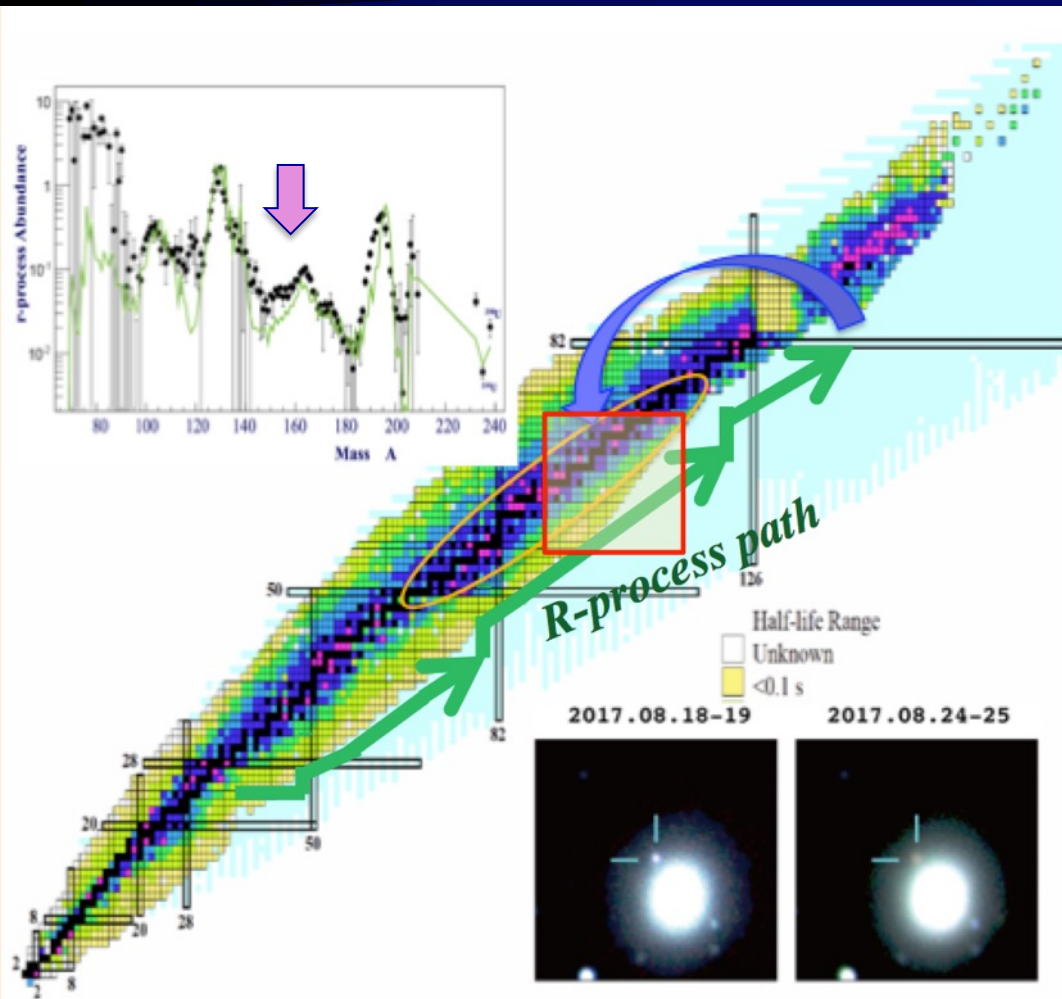 10
1
10⁻¹
10⁻²
r-process Abundance
80 100 120 140 160 180 200 220 240
Mass A
82
50
28
20
8
2
2
8
20
28
50
82
126
R-process path
Half-life Range
Unknown
<0.1 s
2017.08.18-19
2017.08.24-25